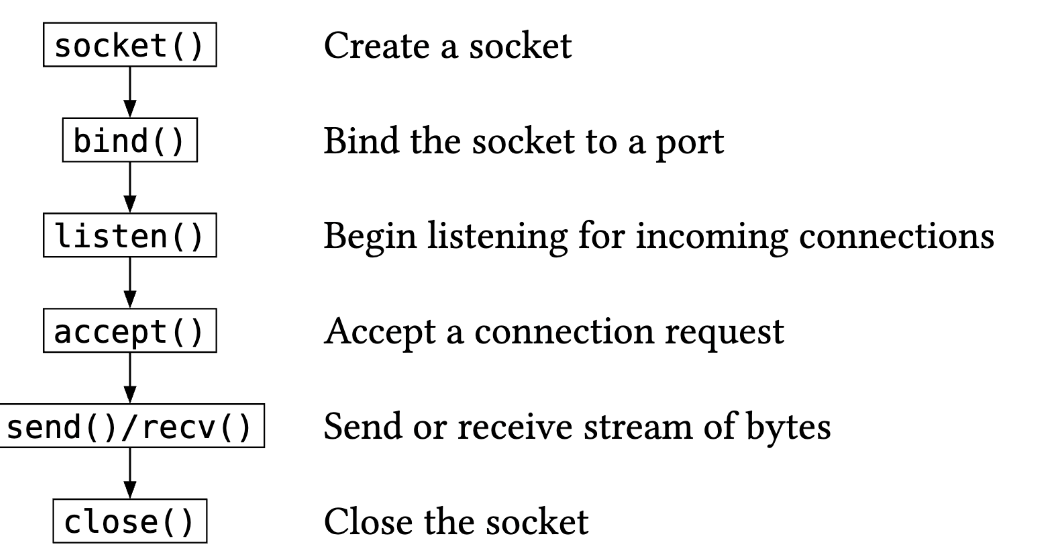 socket() Create a socket
bind() Bind the socket to a port
listen() Begin listening for incoming connections
accept() Accept a connection request
send()/recv() Send or receive stream of bytes
close() Close the socket